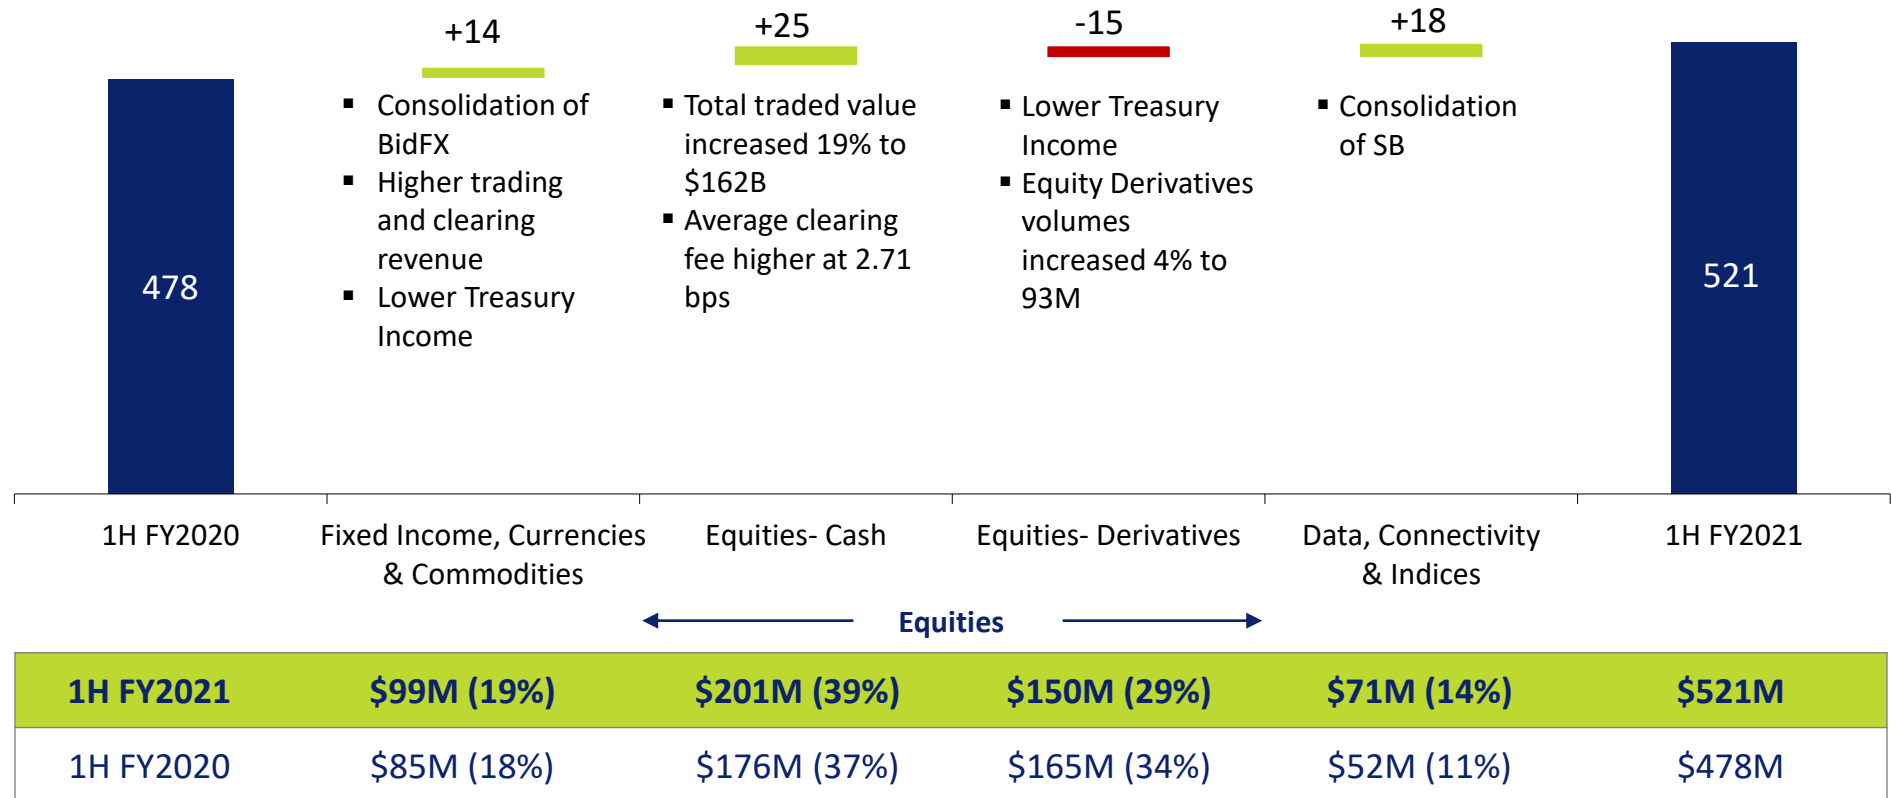 +14
+25
-15
+18
▪ Consolidation of
BidFX
▪ Higher trading
and clearing
revenue
▪ Lower Treasury
Income
▪ Total traded value
increased 19% to
$162B
▪ Average clearing
fee higher at 2.71
bps
▪ Lower Treasury
Income
▪ Equity Derivatives
volumes
increased 4% to
93M
▪ Consolidation
of SB
478
521
1H FY2020
Fixed Income, Currencies
& Commodities
Equities- Cash
Equities- Derivatives
Data, Connectivity
& Indices
1H FY2021
Equities
1H FY2021 $99M (19%) $201M (39%) $150M (29%) $71M (14%) $521M
1H FY2020 $85M (18%) $176M (37%) $165M (34%) $52M (11%) $478M